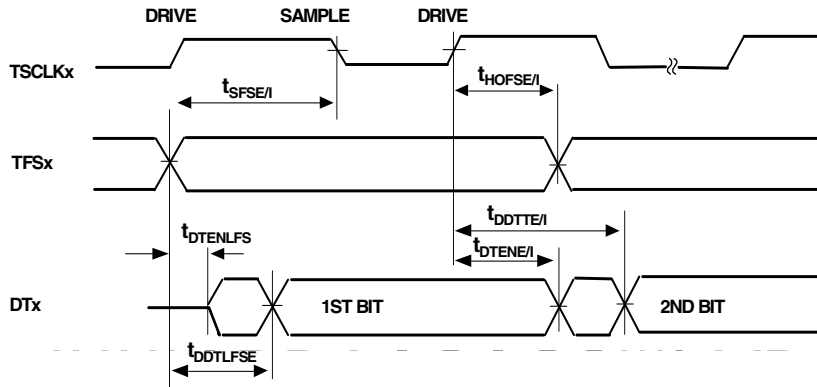 DRIVE SAMPLE DRIVE
TSCLKx
tSFSE/I
tHOFSE/I
TFSx
tDDTTE/I
tDTENLFS
tDTENE/I
DTx
1ST BIT
2ND BIT
tDDTLFSE